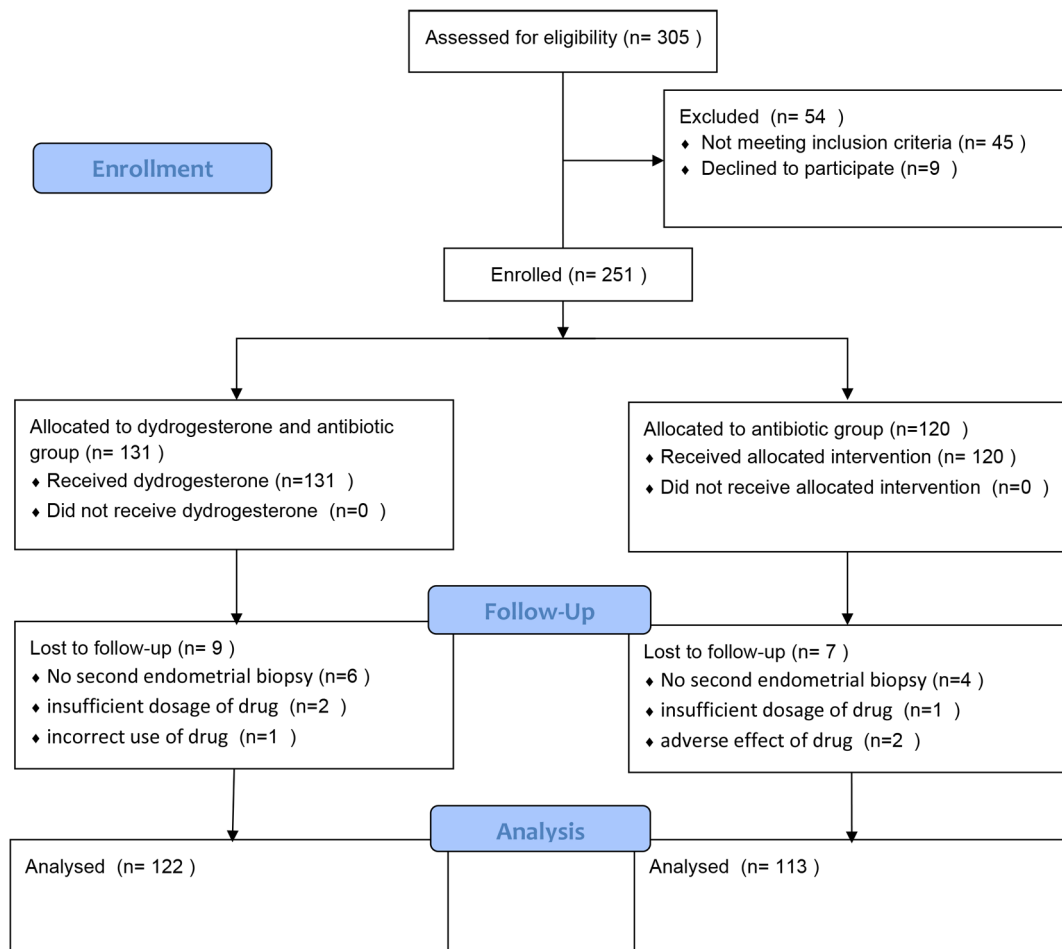 Assessed for eligibility (n= 305 )
Excluded (n= 54 )
♦ Not meeting inclusion criteria (n= 45 )
♦ Declined to participate (n=9 )
Enrollment
Enrolled (n= 251 )
Allocated to dydrogesterone and antibiotic
group (n= 131 )
♦ Received dydrogesterone (n=131 )
♦ Did not receive dydrogesterone (n=0 )
Allocated to antibiotic group (n=120 )
♦ Received allocated intervention (n= 120 )
♦ Did not receive allocated intervention (n=0 )
Follow-Up
Lost to follow-up (n= 9 )
♦ No second endometrial biopsy (n=6 )
♦ insufficient dosage of drug (n=2 )
♦ incorrect use of drug (n=1 )
Lost to follow-up (n= 7 )
♦ No second endometrial biopsy (n=4 )
♦ insufficient dosage of drug (n=1 )
♦ adverse effect of drug (n=2 )
Analysis
Analysed (n= 122 )
Analysed (n= 113 )